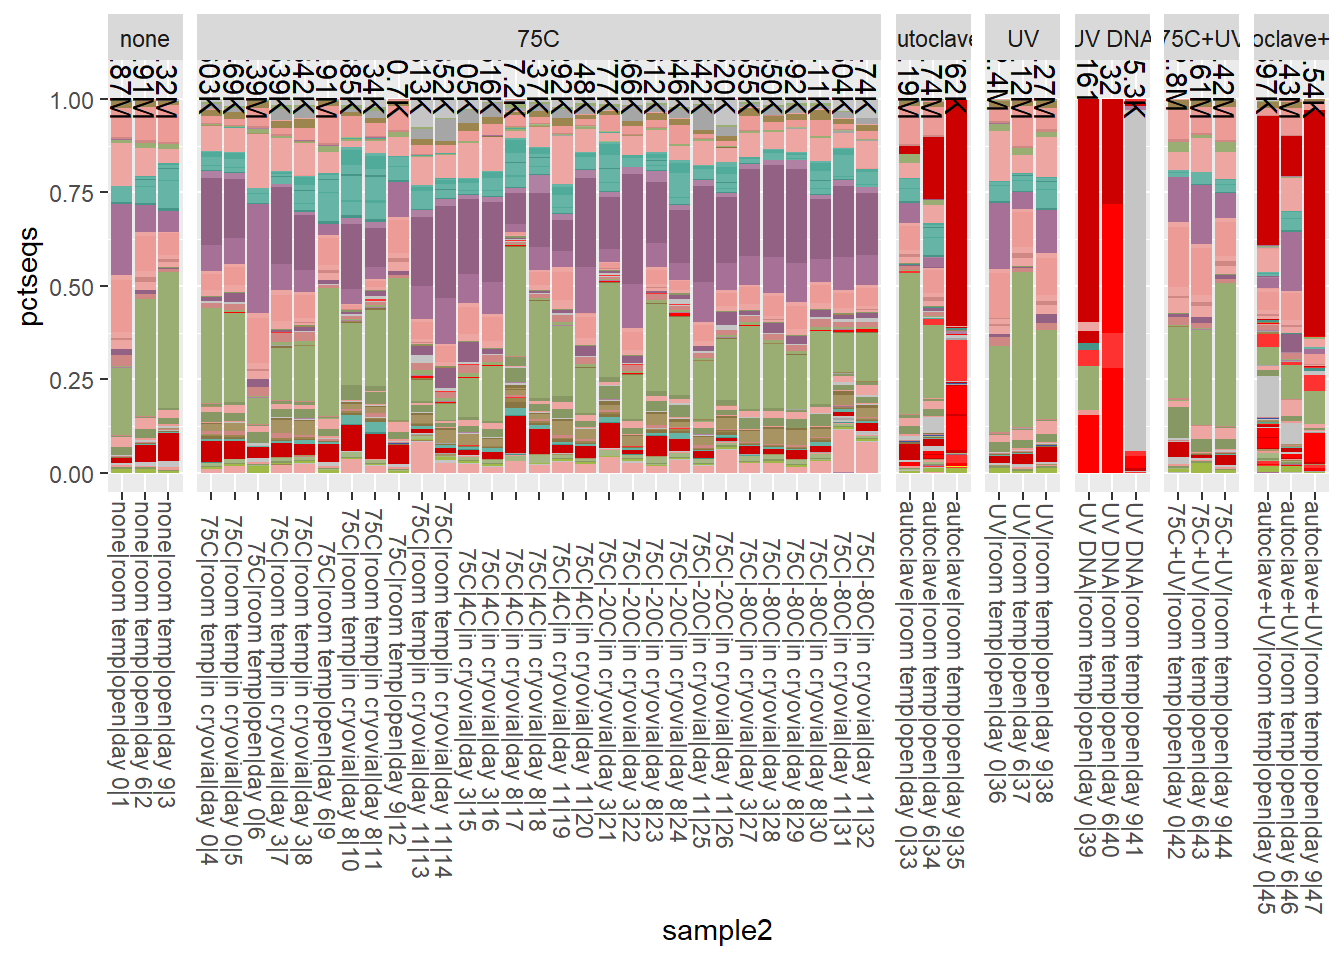 none
75C
utoclave
UV
UV DNA
75C+UV
oclave+
pctseqs
1.00
0.75
0.50
0.25
0.00
none|room temp|open|day 0|1
none|room temp|open|day 6|2
none|room temp|open|day 9|3
75C|room temp|in cryovial|day 0|4
75C|room temp|in cryovial|day 0|5
75C|room temp|open|day 0|6
75C|room temp|in cryovial|day 3|7
75C|room temp|in cryovial|day 3|8
75C|room temp|open|day 6|9
75C|room temp|in cryovial|day 8|10
75C|room temp|in cryovial|day 8|11
75C|room temp|open|day 9|12
75C|room temp|in cryovial|day 11|13
75C|room temp|in cryovial|day 11|14
75C|4C|in cryovial|day 3|15
75C|4C|in cryovial|day 3|16
75C|4C|in cryovial|day 8|17
75C|4C|in cryovial|day 8|18
75C|4C|in cryovial|day 11|19
75C|4C|in cryovial|day 11|20
75C|-20C|in cryovial|day 3|21
75C|-20C|in cryovial|day 3|22
75C|-20C|in cryovial|day 8|23
75C|-20C|in cryovial|day 8|24
75C|-20C|in cryovial|day 11|25
75C|-20C|in cryovial|day 11|26
75C|-80C|in cryovial|day 3|27
75C|-80C|in cryovial|day 3|28
75C|-80C|in cryovial|day 8|29
75C|-80C|in cryovial|day 8|30
75C|-80C|in cryovial|day 11|31
75C|-80C|in cryovial|day 11|32
autoclave|room temp|open|day 0|33
autoclave|room temp|open|day 6|34
autoclave|room temp|open|day 9|35
UV|room temp|open|day 0|36
UV|room temp|open|day 6|37
UV|room temp|open|day 9|38
UV DNA|room temp|open|day 0|39
UV DNA|room temp|open|day 6|40
UV DNA|room temp|open|day 9|41
75C+UV|room temp|open|day 0|42
75C+UV|room temp|open|day 6|43
75C+UV|room temp|open|day 9|44
autoclave+UV|room temp|open|day 0|45
autoclave+UV|room temp|open|day 6|46
autoclave+UV|room temp|open|day 9|47
sample2